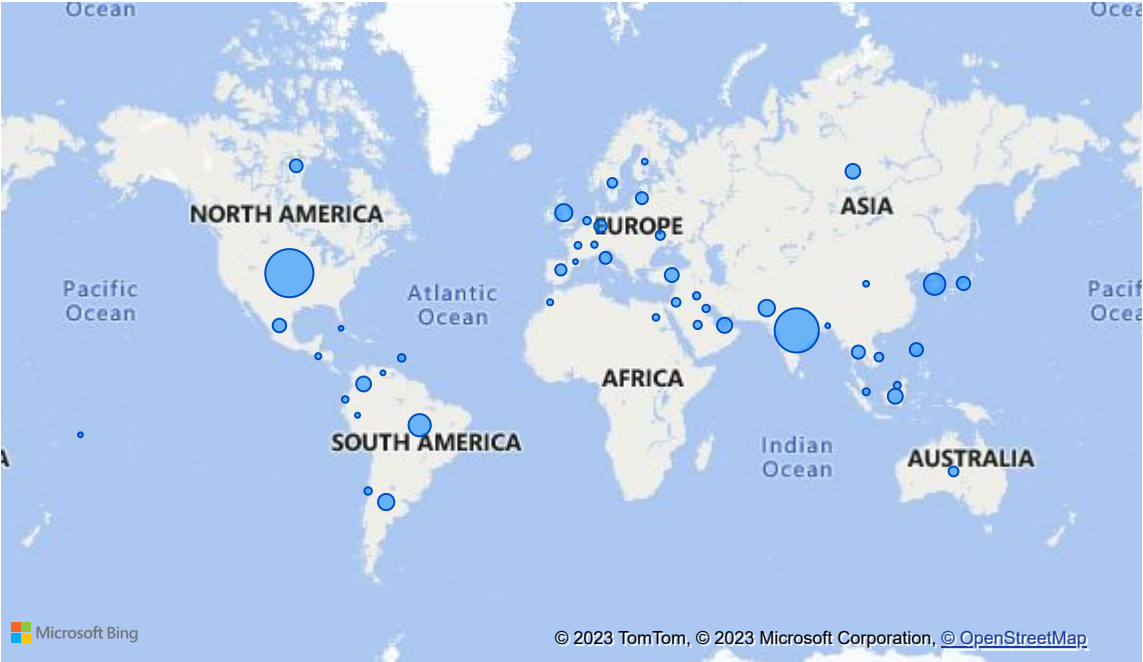 Ocean
Ocea
NORTH AMERICA
EUROPE
ASIA
Pacific
Ocean
Atlantic
Ocean
Pacif
Ocea
AFRICA
SOUTH AMERICA
Indian
Ocean
A
AUSTRALIA
Microsoft Bing
© 2023 TomTom, © 2023 Microsoft Corporation, © OpenStreetMap